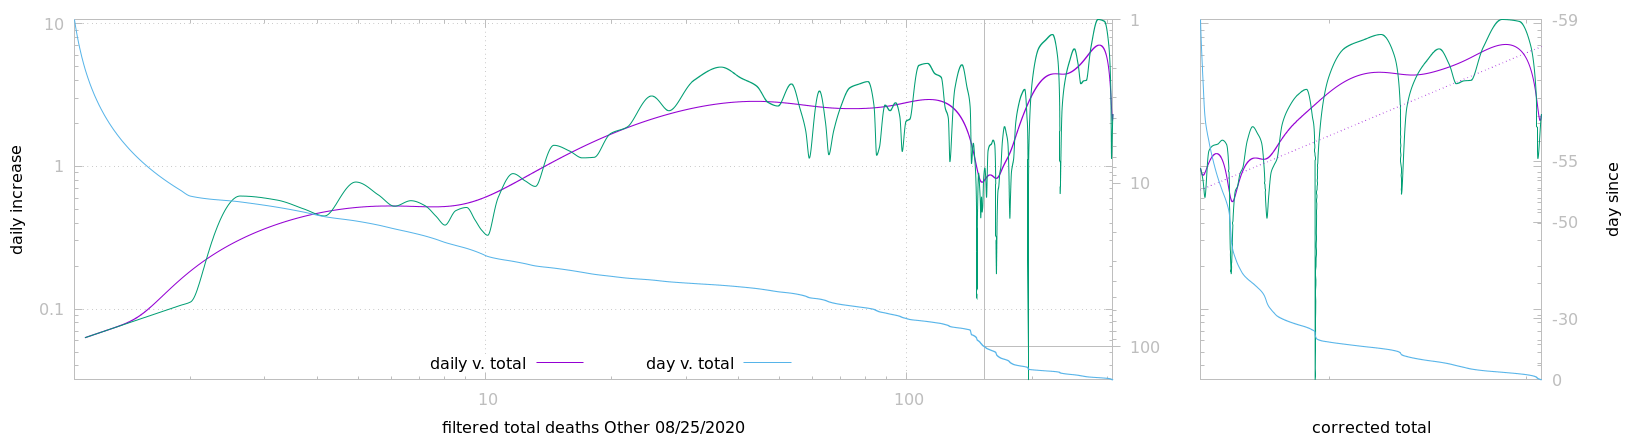 10
1
0.1
daily increase
daily v. total
day v. total
10
100
filtered total deaths Other 08/25/2020
1
10
100
-59
-55
-50
-30
0
day since
corrected total